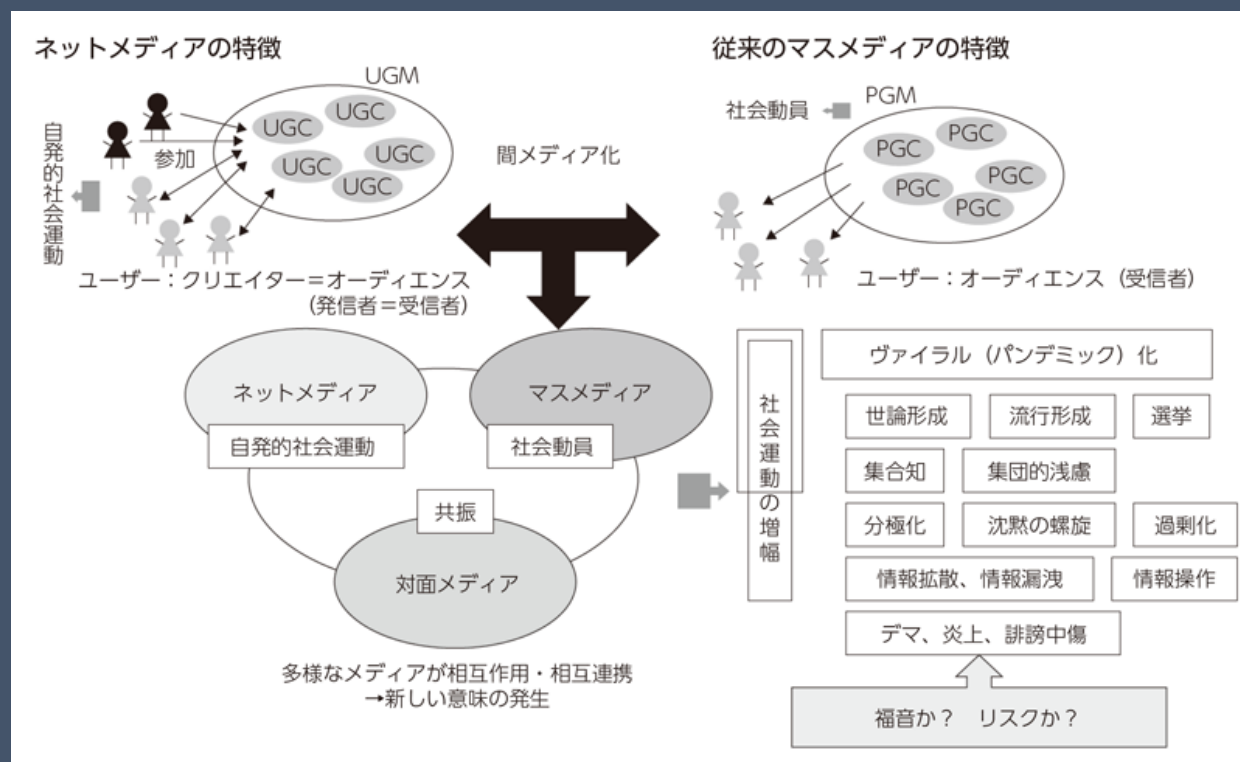 ネットメディアの特徴
UGM
UGC
UGC
UGC
UGC
UGC
参加
自発的社会運動
ユーザー：クリエイター＝オーディエンス
(発信者＝受信者)
間メディア化
従来のマスメディアの特徴
社会動員
PGM
PGC
PGC
PGC
PGC
PGC
ユーザー：オーディエンス（受信者）
ネットメディア
自発的社会運動
マスメディア
社会動員
共振
対面メディア
多様なメディアが相互作用・相互連携
→新しい意味の発生
社会運動の増幅
ヴァイラル（パンデミック）化
世論形成
流行形成
選挙
集合知
集団的浅慮
分極化
沈黙の螺旋
過剰化
情報拡散、情報漏洩
情報操作
デマ、炎上、誹謗中傷
福音か？　リスクか？